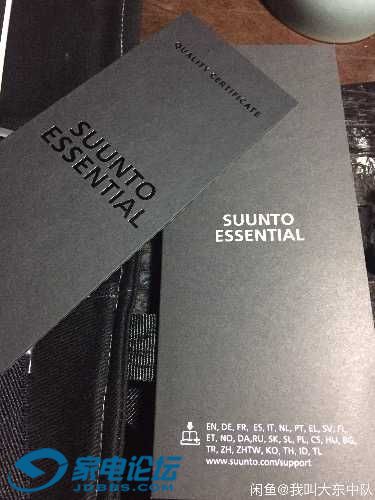 QUALITY CERTIFICATE
SUUNTO
ESSENTIAL
SUUNTO
ESSENTIAL
EN, DE, FR, ES, IT, NL, PT, EL, SV, FI,
ET, NO, DA,RU, SK, SL, PL, CS, HU, BG,
TR, ZH, ZHTW, KO, TH, ID, TL
www.suunto.com/support
家电论坛
JDBBS.COM
闲鱼@我叫大东中队